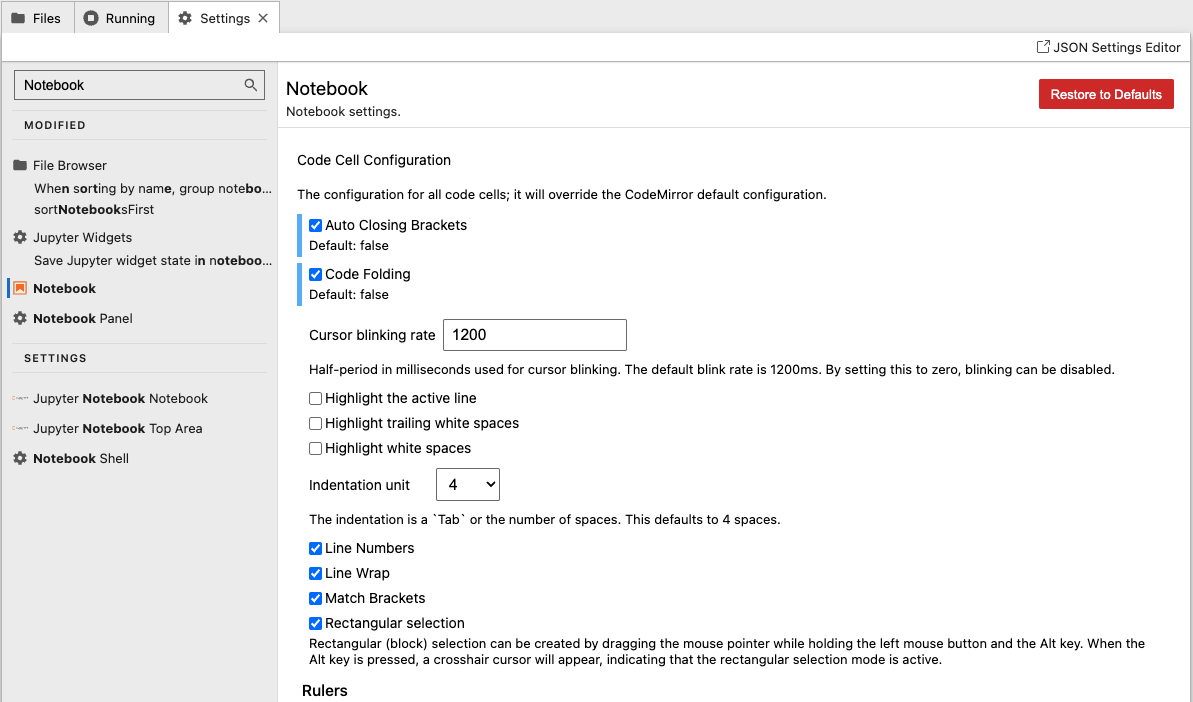 Files
Running
Settings
JSON Settings Editor
Notebook
MODIFIED
File Browser
When sorting by name, group notebo...
sortNotebooksFirst
Jupyter Widgets
Save Jupyter widget state in noteboo...
Notebook
Notebook Panel
SETTINGS
Jupyter Notebook Notebook
Jupyter Notebook Top Area
Notebook Shell
Notebook
Notebook settings.
Restore to Defaults
Code Cell Configuration
The configuration for all code cells; it will override the CodeMirror default configuration.
Auto Closing Brackets
Default: false
Code Folding
Default: false
Cursor blinking rate 1200
Half-period in milliseconds used for cursor blinking. The default blink rate is 1200ms. By setting this to zero, blinking can be disabled.
Highlight the active line
Highlight trailing white spaces
Highlight white spaces
Indentation unit 4
The indentation is a `Tab` or the number of spaces. This defaults to 4 spaces.
Line Numbers
Line Wrap
Match Brackets
Rectangular selection
Rectangular (block) selection can be created by dragging the mouse pointer while holding the left mouse button and the Alt key. When the
Alt key is pressed, a crosshair cursor will appear, indicating that the rectangular selection mode is active.
Rulers